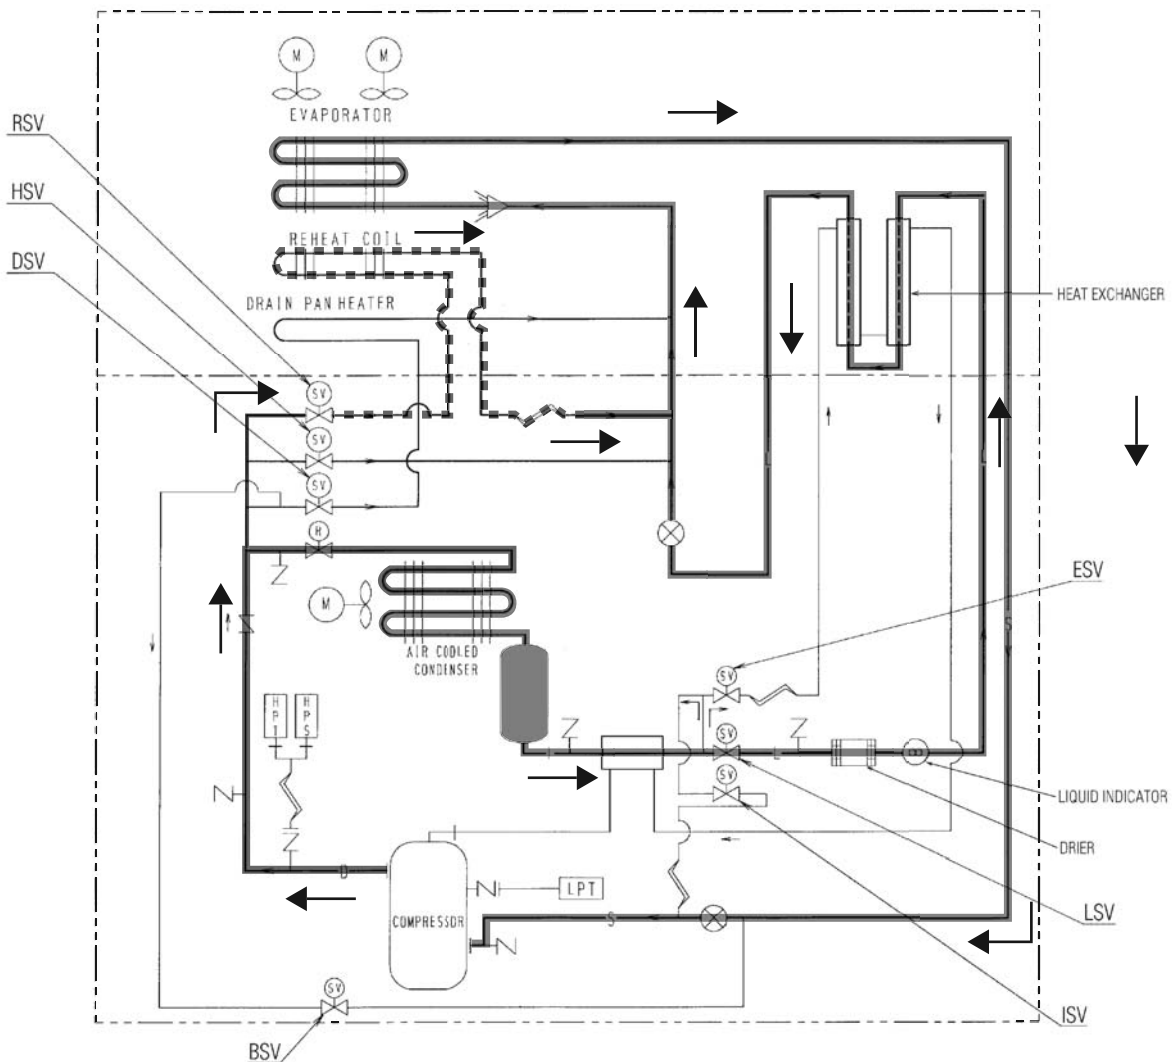 M M
EVAPORATOR
RSV
HSV
DSV
REHEAT COIL
DRAIN PAN HEATER
HEAT EXCHANGER
SV
SV
SV
R
M
AIR COOLED
CONDENSER
ESV
S
SV
HPT HPS
SV
L L
SV
LIQUID INDICATOR
DRIER
D
COMPRESSOR
LPT
S
LSV
SV
ISV
BSV